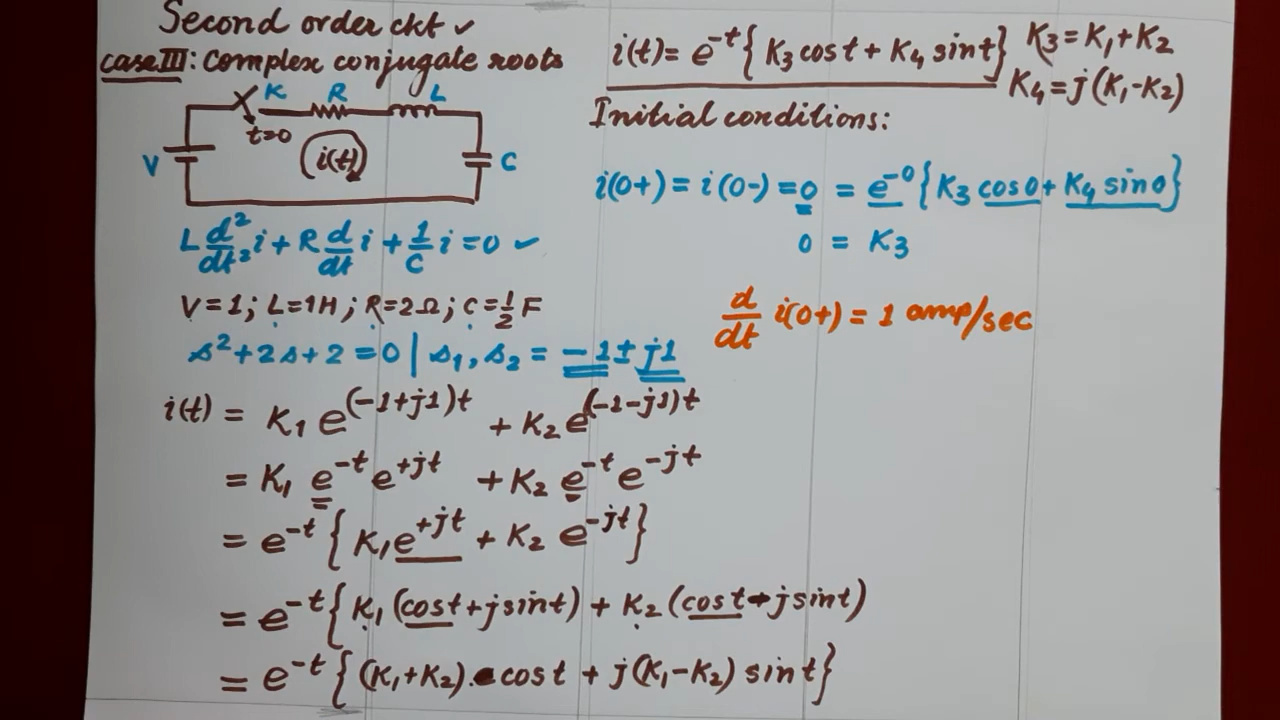 Second order ckt ✓
case III: Complex conjugate roots
K R L
t=0
V i(t) C
L d²/dt² i + R d/dt i + 1/C i = 0 ✓
V=1; L=1H; R=2Ω; C=½F
s²+2s+2=0 | s₁, s₂ = -1±j1
i(t) = K₁ e^(-1+j1)t + K₂ e^(-1-j1)t
= K₁ e^-t e^+jt + K₂ e^-t e^-jt
= e^-t { K₁e^+jt + K₂ e^-jt }
= e^-t { K₁ (cost+jsint) + K₂ (cost-jsint)
= e^-t { (K₁+K₂). cost + j(K₁-K₂) sint }
i(t)= e^-t { K₃ cost + K₄ sint } K₃=K₁+K₂
K₄=j(K₁-K₂)
Initial conditions:
i(0+) = i(0-) = 0 = e^-0 { K₃ cos0 + K₄ sin0 }
0 = K₃
d/dt i(0+) = 1 amp/sec